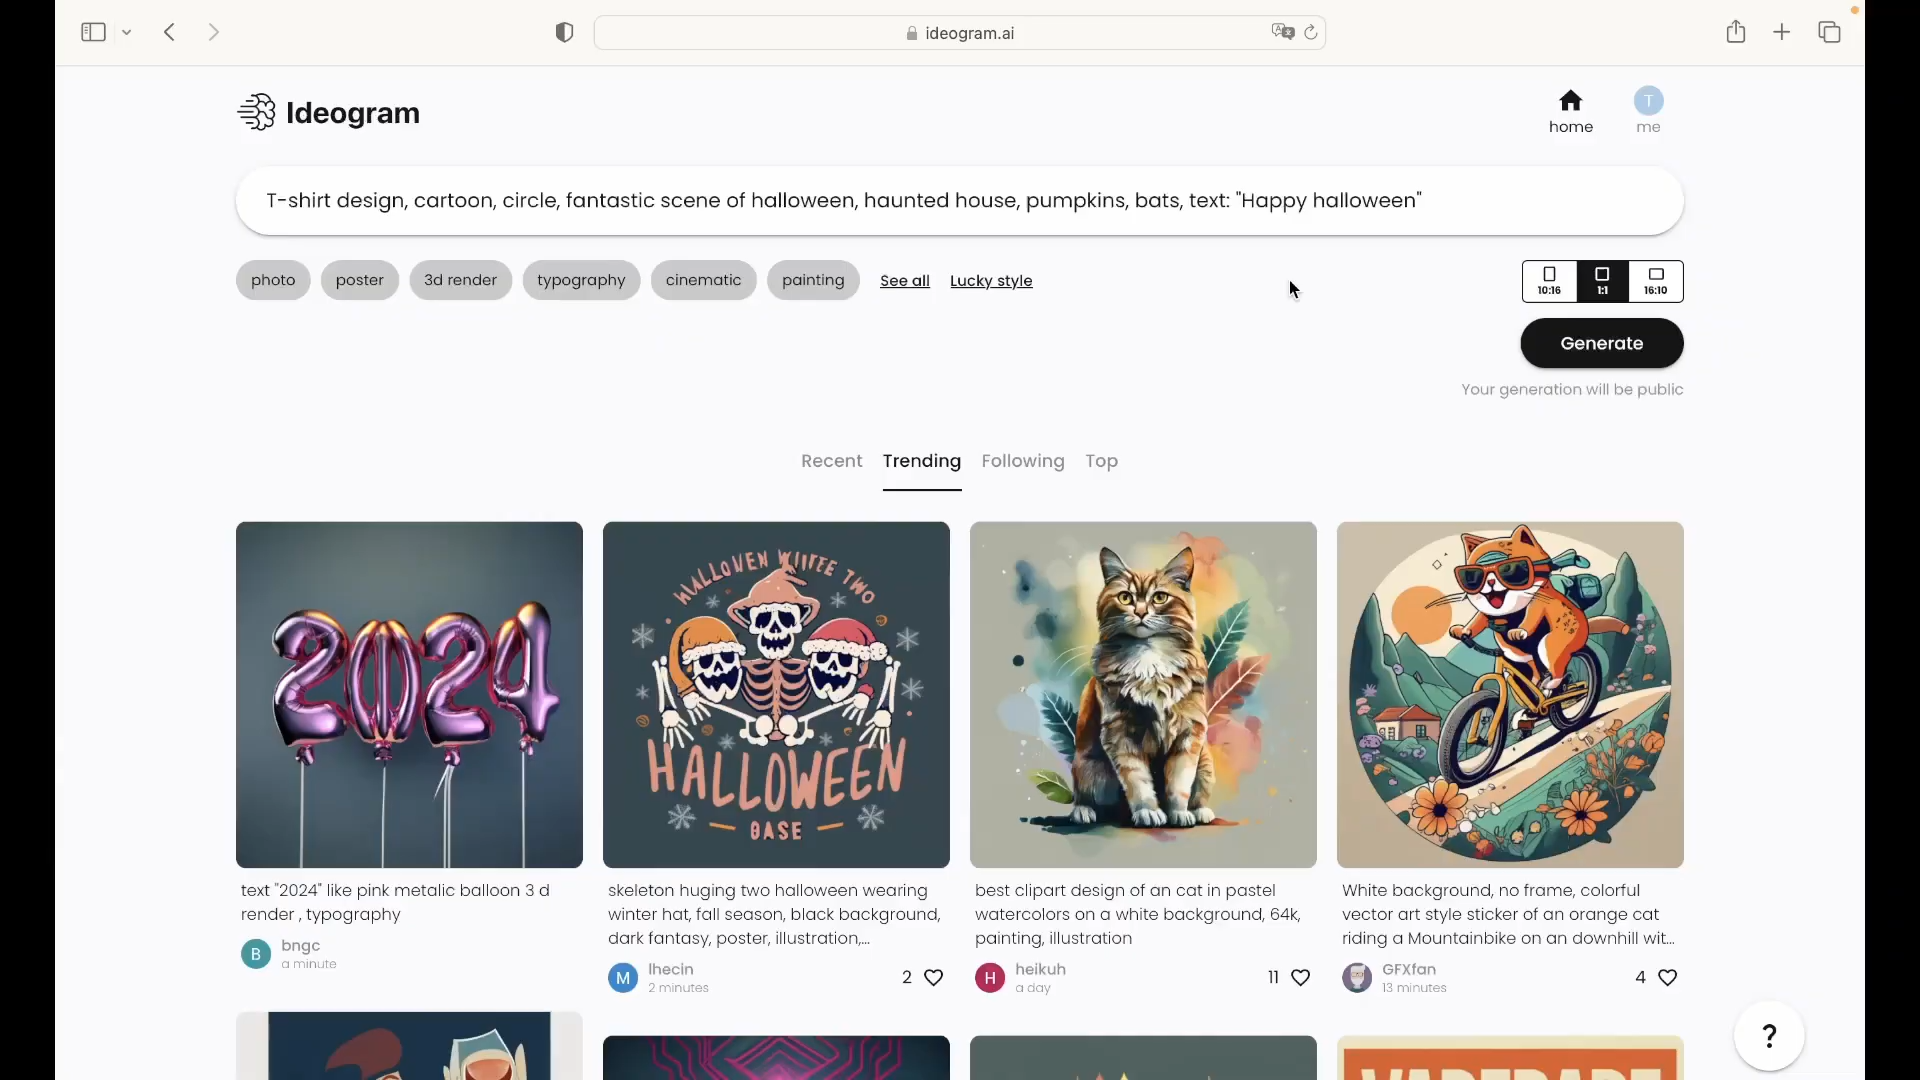 ideogram.ai
Ideogram
home
T
me
T-shirt design, cartoon, circle, fantastic scene of halloween, haunted house, pumpkins, bats, text: "Happy halloween"
photo
poster
3d render
typography
cinematic
painting
See all
Lucky style
10:16
1:1
16:10
Generate
Your generation will be public
Recent
Trending
Following
Top
2024
HALLOVEN WHITEE TWO
HALLOWEEN
OASE
text "2024" like pink metalic balloon 3 d
render , typography
B
bngc
a minute
skeleton huging two halloween wearing
winter hat, fall season, black background,
dark fantasy, poster, illustration,...
M
lhecin
2 minutes
2
best clipart design of an cat in pastel
watercolors on a white background, 64k,
painting, illustration
H
heikuh
a day
11
White background, no frame, colorful
vector art style sticker of an orange cat
riding a Mountainbike on an downhill wit...
GFXfan
13 minutes
4
?